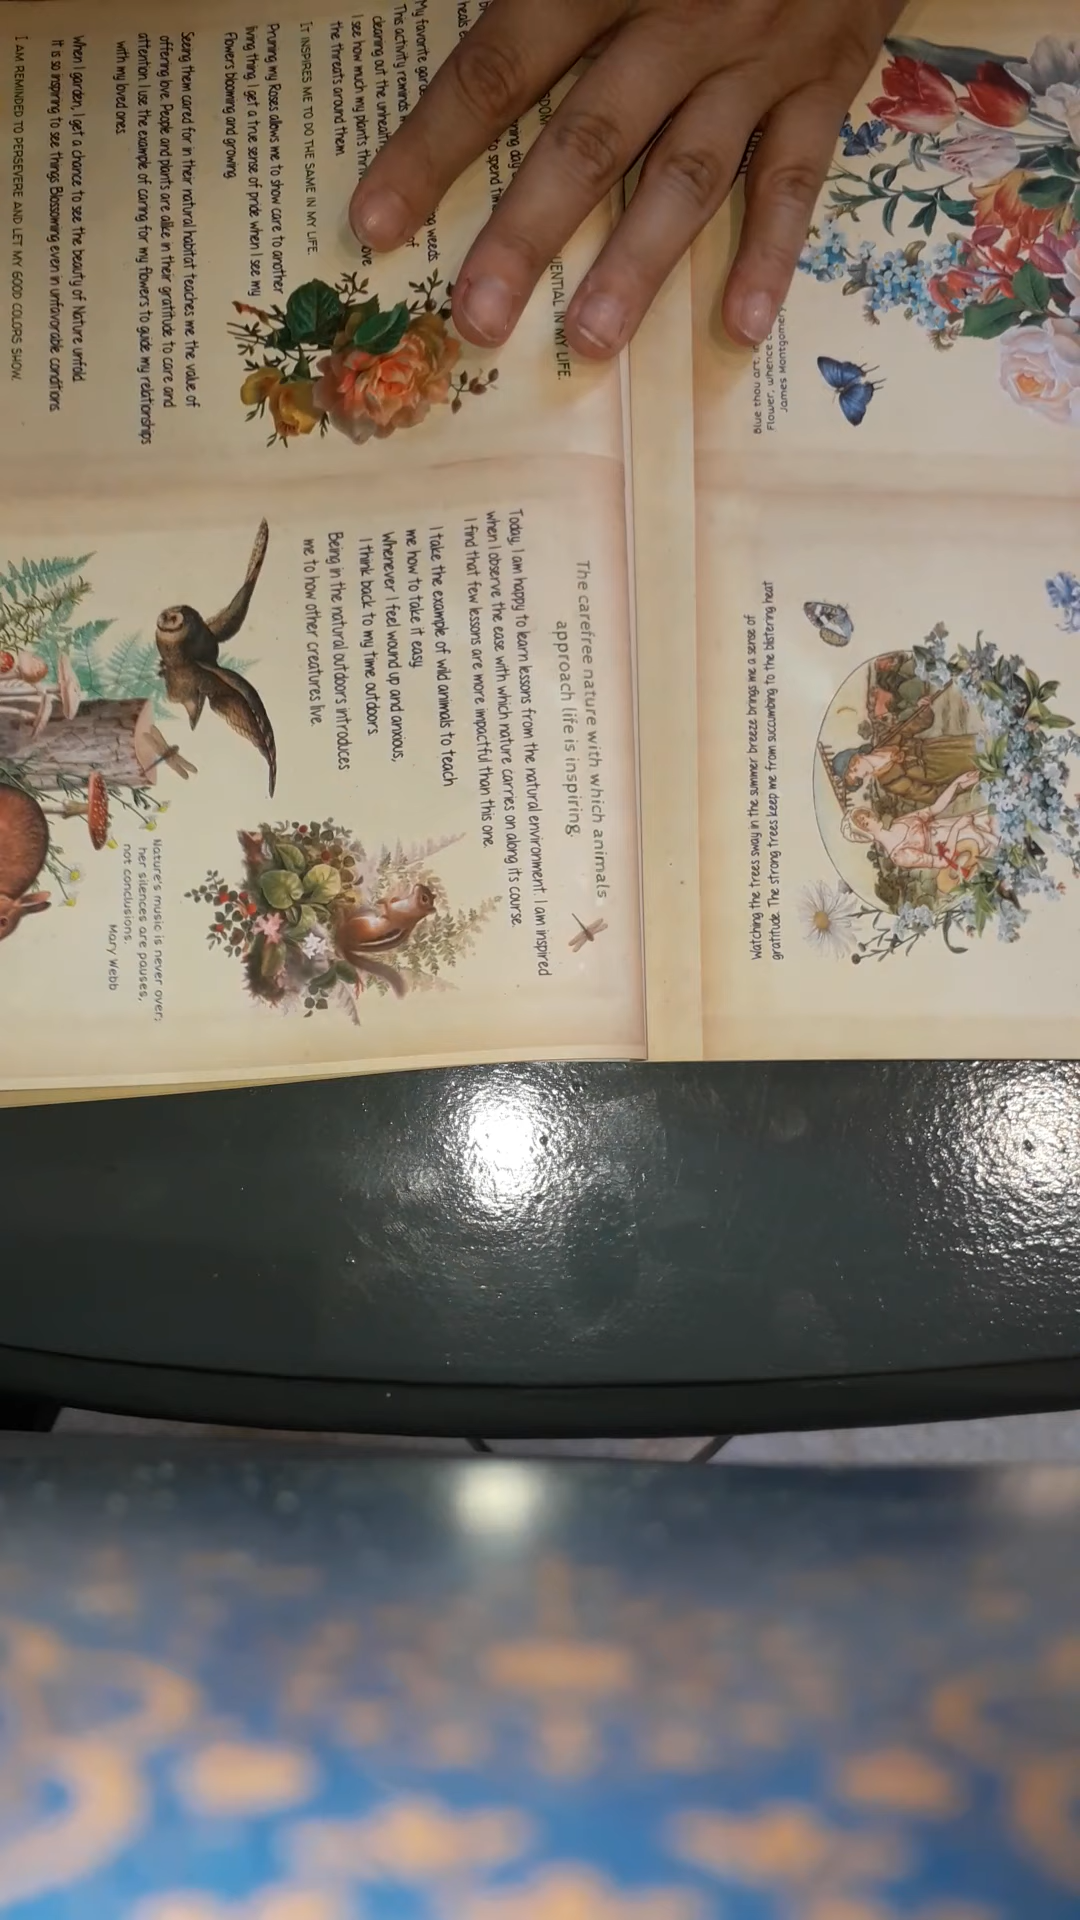 DOM
ENTIAL IN MY LIFE.
ning day
to spend
heals
My favorite
weeds
This activity reminds
of
cleaning out the
I see how much my plants
the threats around them.
IT INSPIRES ME TO DO THE SAME IN MY LIFE.
Pruning my Roses allows me to show care to another
living thing. I get a true sense of pride when I see my
flowers blooming and growing.
Seeing them cared for in their natural habitat teaches me the value of
offering love. People and plants are alike in their gratitude to care and
attention. I use the example of caring for my flowers to guide my relationships
with my loved ones.
When I garden, I get a chance to see the beauty of Nature unfold.
It is so inspiring to see things Blossoming even in unfavorable conditions.
I AM REMINDED TO PERSEVERE AND LET MY GOOD COLORS SHOW.
Blue thou art,
Flower, whence
James Montgomery
Watching the trees sway in the summer breeze brings me a sense of
gratitude. The strong trees keep me from succumbing to the blistering heat
The carefree nature with which animals
approach life is inspiring.
Today, I am happy to learn lessons from the natural environment. I am inspired
when I observe the ease with which nature carries on along its course.
I find that few lessons are more impactful than this one.
I take the example of wild animals to teach
me how to take it easy.
Whenever I feel wound up and anxious,
I think back to my time outdoors.
Being in the natural outdoors introduces
me to how other creatures live.
Nature's music is never over;
her silences are pauses,
not conclusions.
Mary Webb